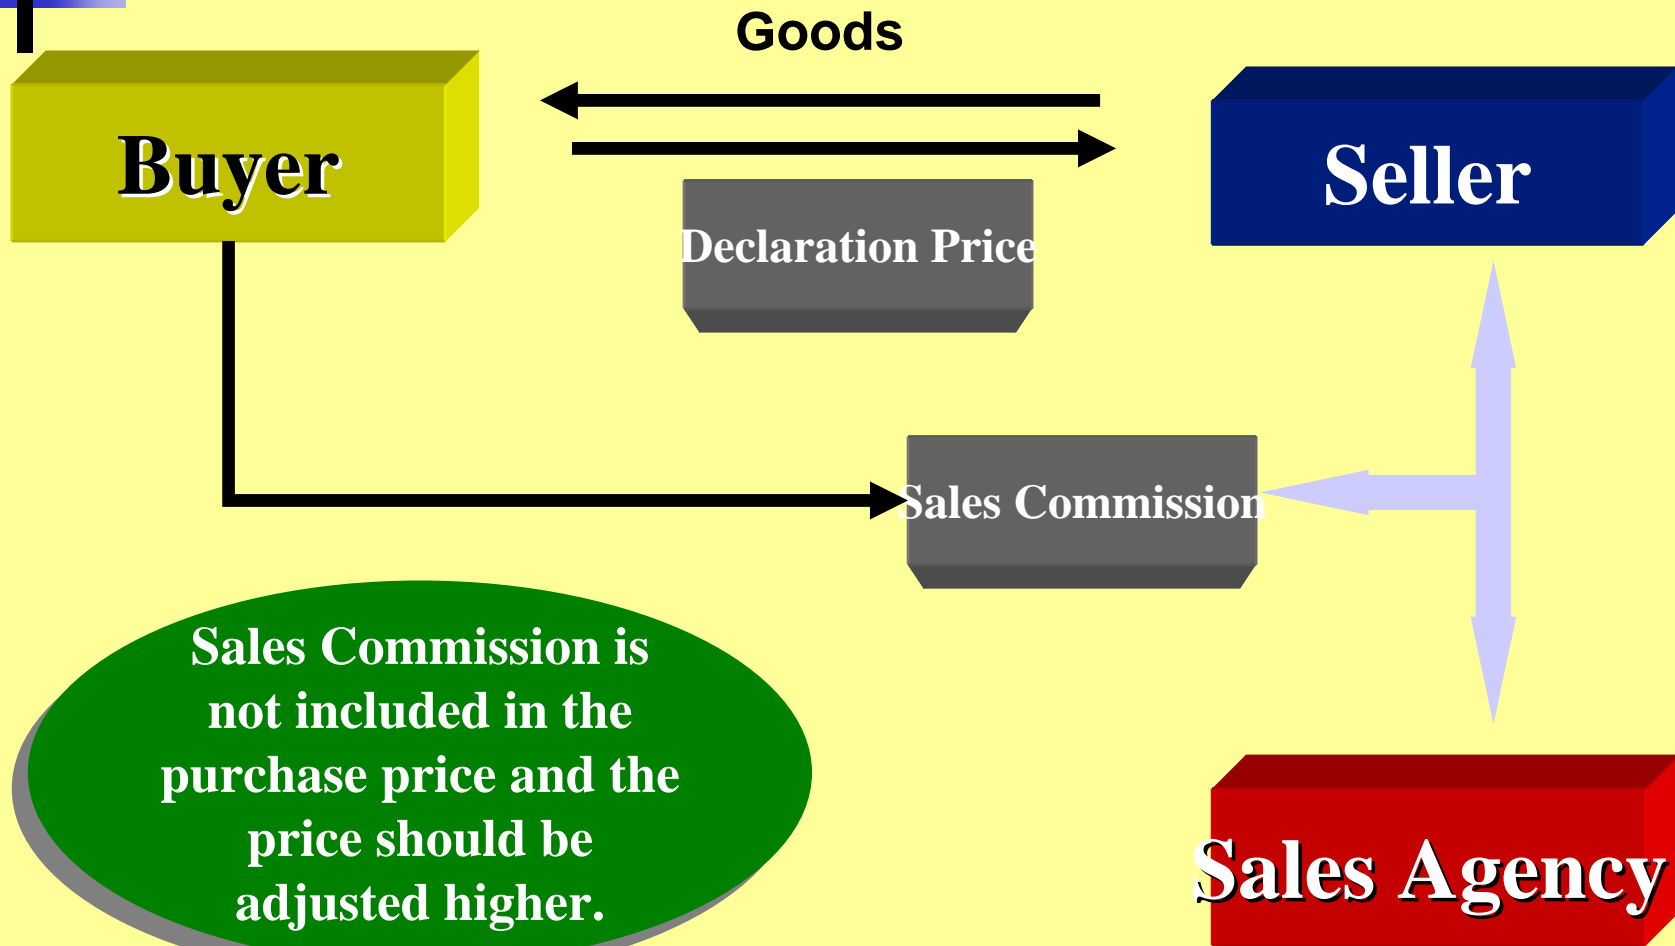 Goods
Buyer
Seller
Declaration Price
Sales Commission
Sales Commission is
not included in the
purchase price and the
price should be
adjusted higher.
Sales Agency